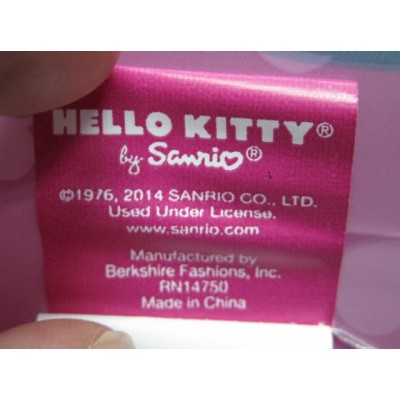 HELLO KITTY®
by Sanrio®
©1976, 2014 SANRIO CO., LTD.
Used Under License.
www.sanrio.com
Manufactured by
Berkshire Fashions, Inc.
RN14750
Made in China